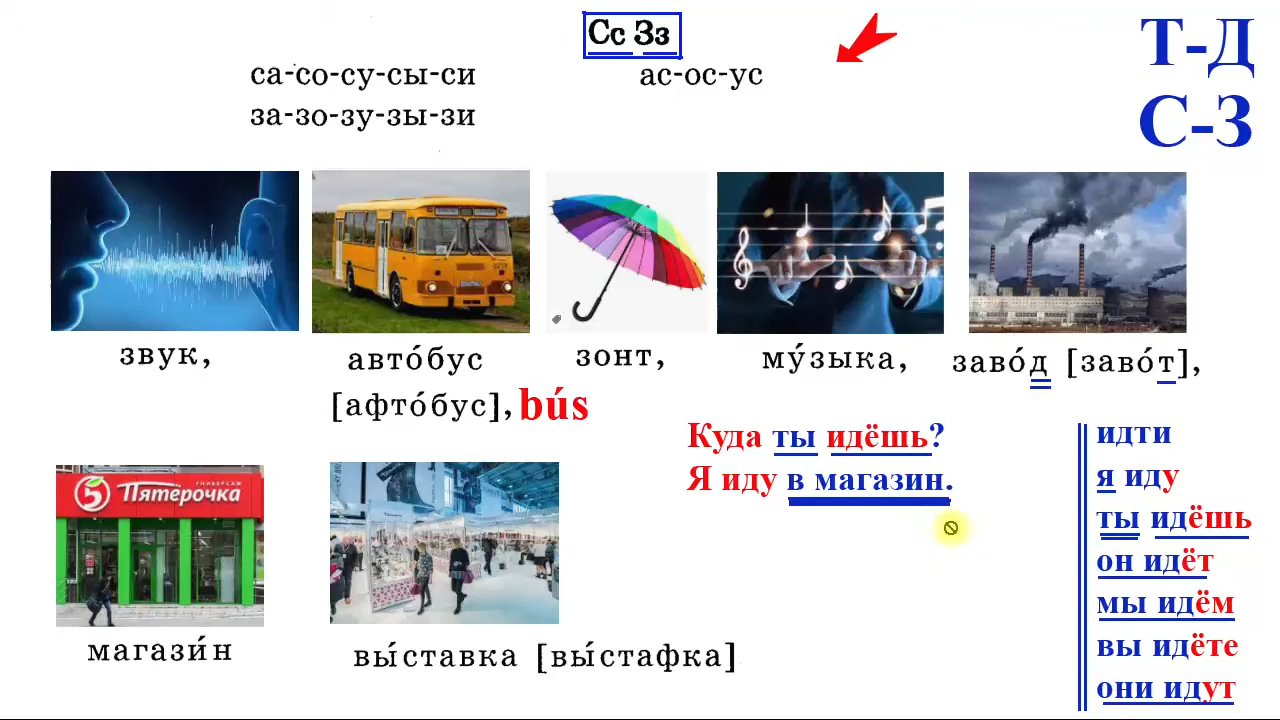 Сс Зз
Т-Д
С-З
са-со-су-сы-си
ас-ос-ус
за-зо-зу-зы-зи
звук,
автóбус
[афтóбус], bús
зонт,
мýзыка,
завóд [завóт],
Куда ты идёшь?
Я иду в магазин.
УНИВЕРСАМ
5 Пятёрочка
магази́н
вы́ставка [вы́стафка]
идти
я иду
ты идёшь
он идёт
мы идём
вы идёте
они идут